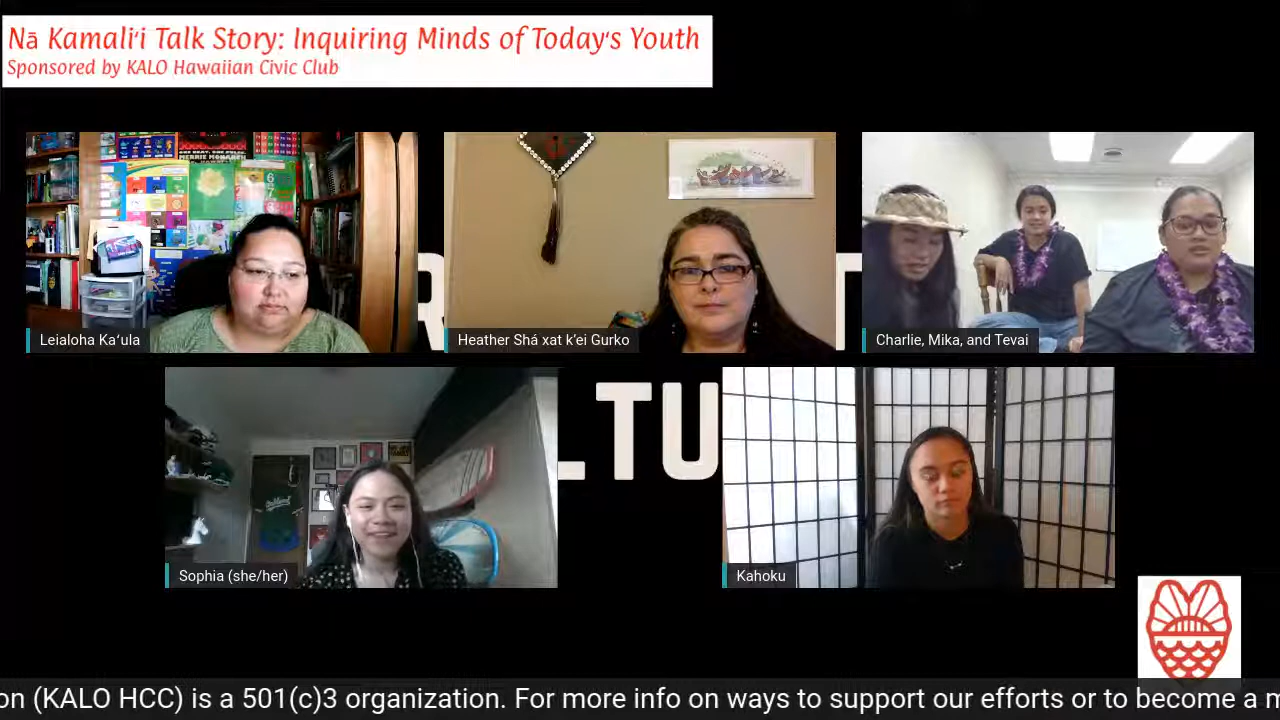 Nā Kamaliʻi Talk Story: Inquiring Minds of Today's Youth
Sponsored by KALO Hawaiian Civic Club
MERRIE MONARCH
Leialoha Kaʻula
Heather Shá xat k'ei Gurko
Charlie, Mika, and Tevai
LTU
Sophia (she/her)
Kahoku
on (KALO HCC) is a 501(c)3 organization. For more info on ways to support our efforts or to become a m